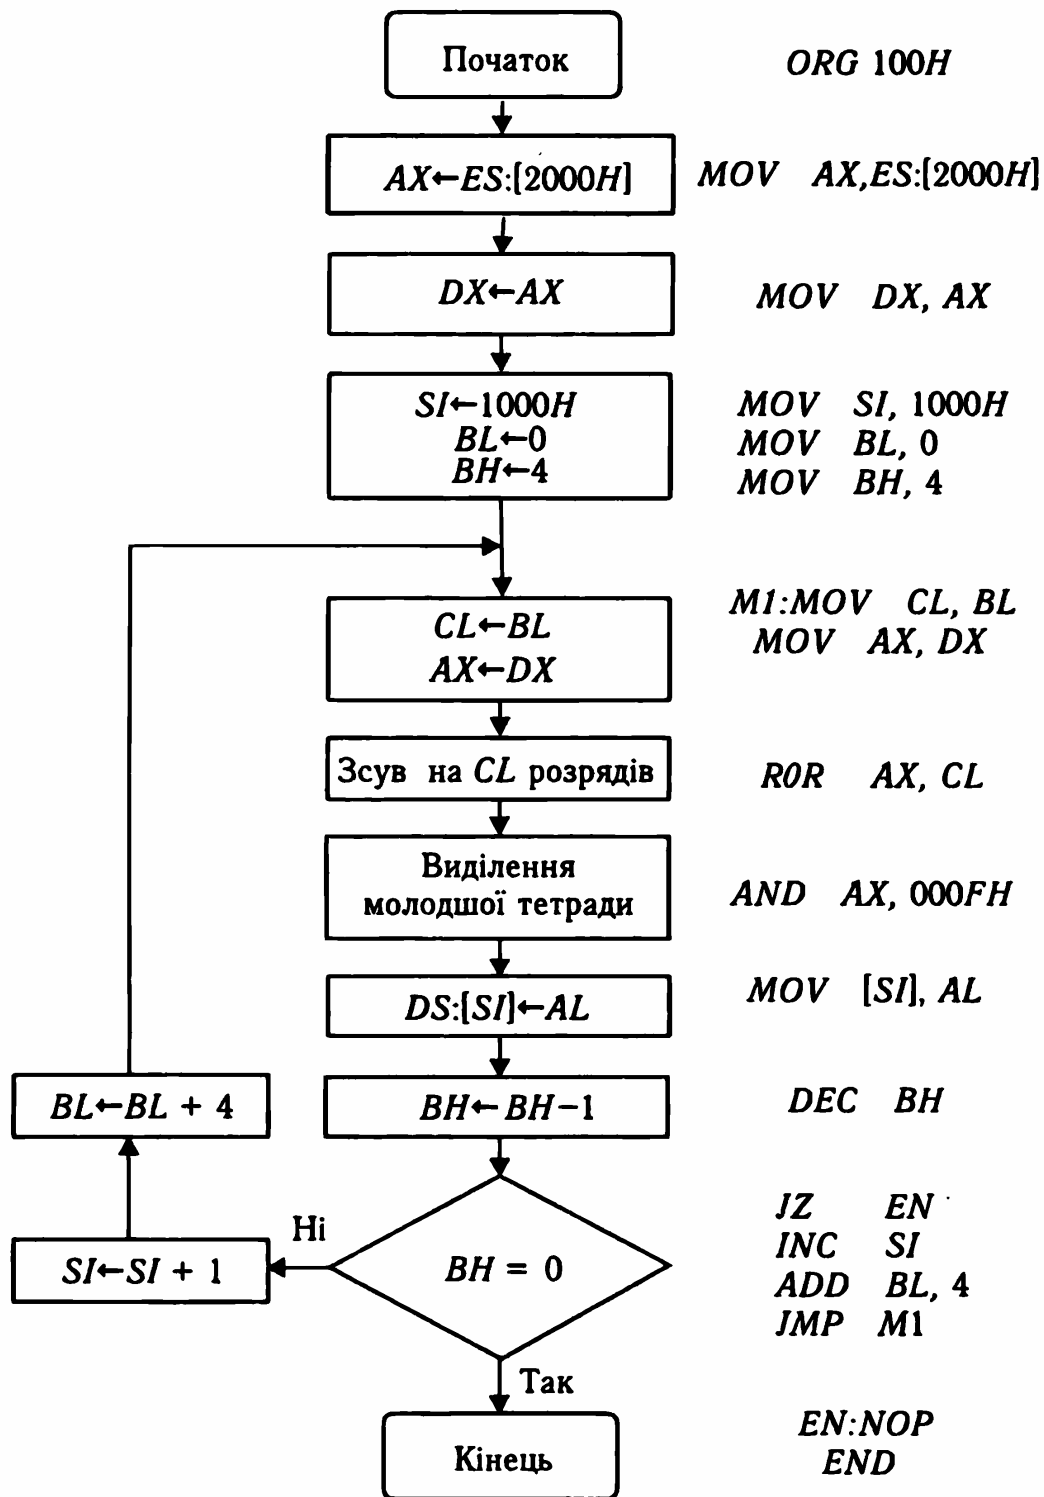 Початок
ORG 100H
AX←ES:[2000H]
MOV AX,ES:[2000H]
DX←AX
MOV DX, AX
SI←1000H
BL←0
BH←4
MOV SI, 1000H
MOV BL, 0
MOV BH, 4
CL←BL
AX←DX
M1:MOV CL, BL
MOV AX, DX
Зсув на CL розрядів
ROR AX, CL
Виділення
молодшої тетради
AND AX, 000FH
DS:[SI]←AL
MOV [SI], AL
BL←BL + 4
BH←BH−1
DEC BH
Ні
SI←SI + 1
BH = 0
JZ EN
INC SI
ADD BL, 4
JMP M1
Так
Кінець
EN:NOP
END